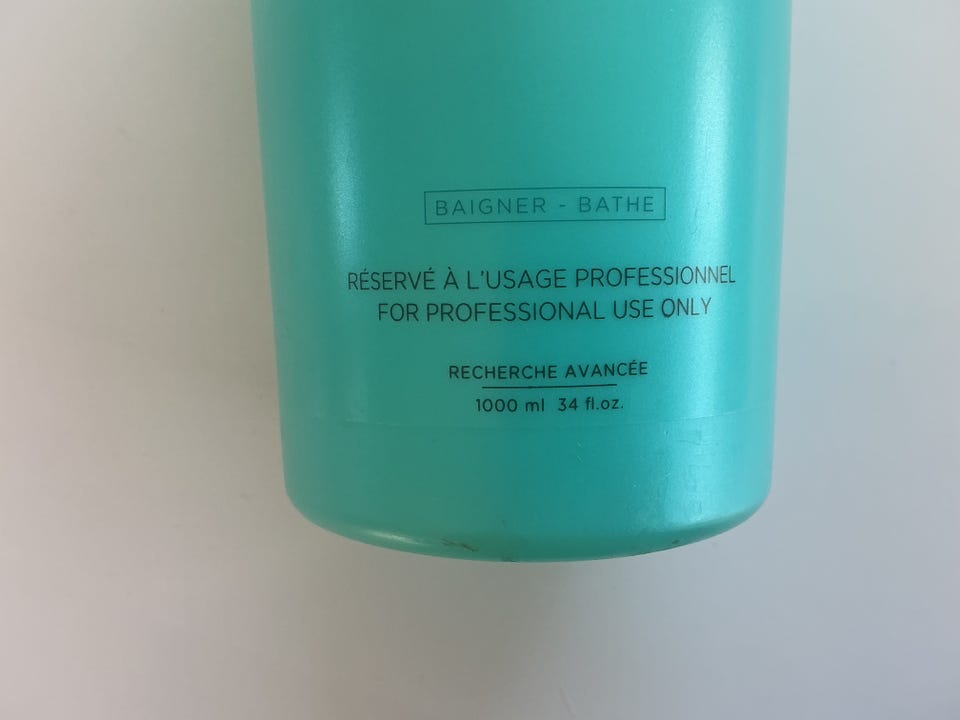 BAIGNER - BATHE
RÉSERVÉ À L'USAGE PROFESSIONNEL
FOR PROFESSIONAL USE ONLY
RECHERCHE AVANCÉE
1000 ml 34 fl.oz.